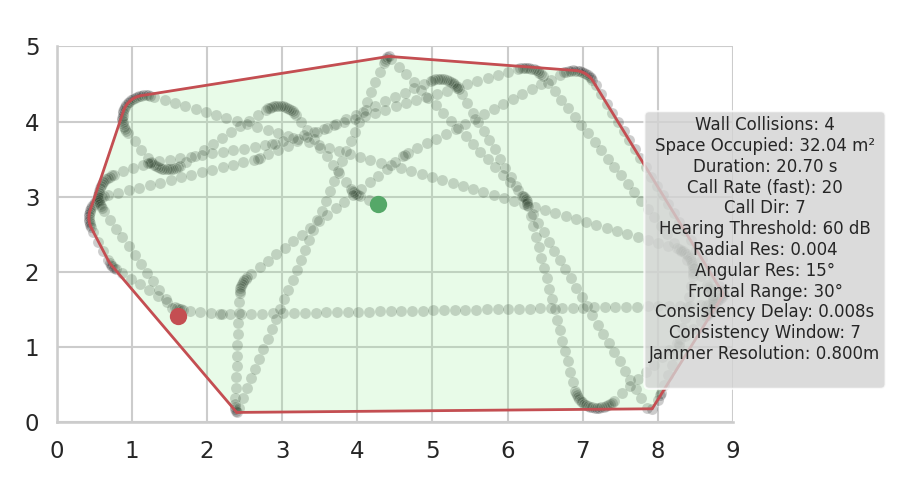 5
4
3
2
1
0
0 1 2 3 4 5 6 7 8 9
Wall Collisions: 4
Space Occupied: 32.04 m²
Duration: 20.70 s
Call Rate (fast): 20
Call Dir: 7
Hearing Threshold: 60 dB
Radial Res: 0.004
Angular Res: 15°
Frontal Range: 30°
Consistency Delay: 0.008s
Consistency Window: 7
Jammer Resolution: 0.800m